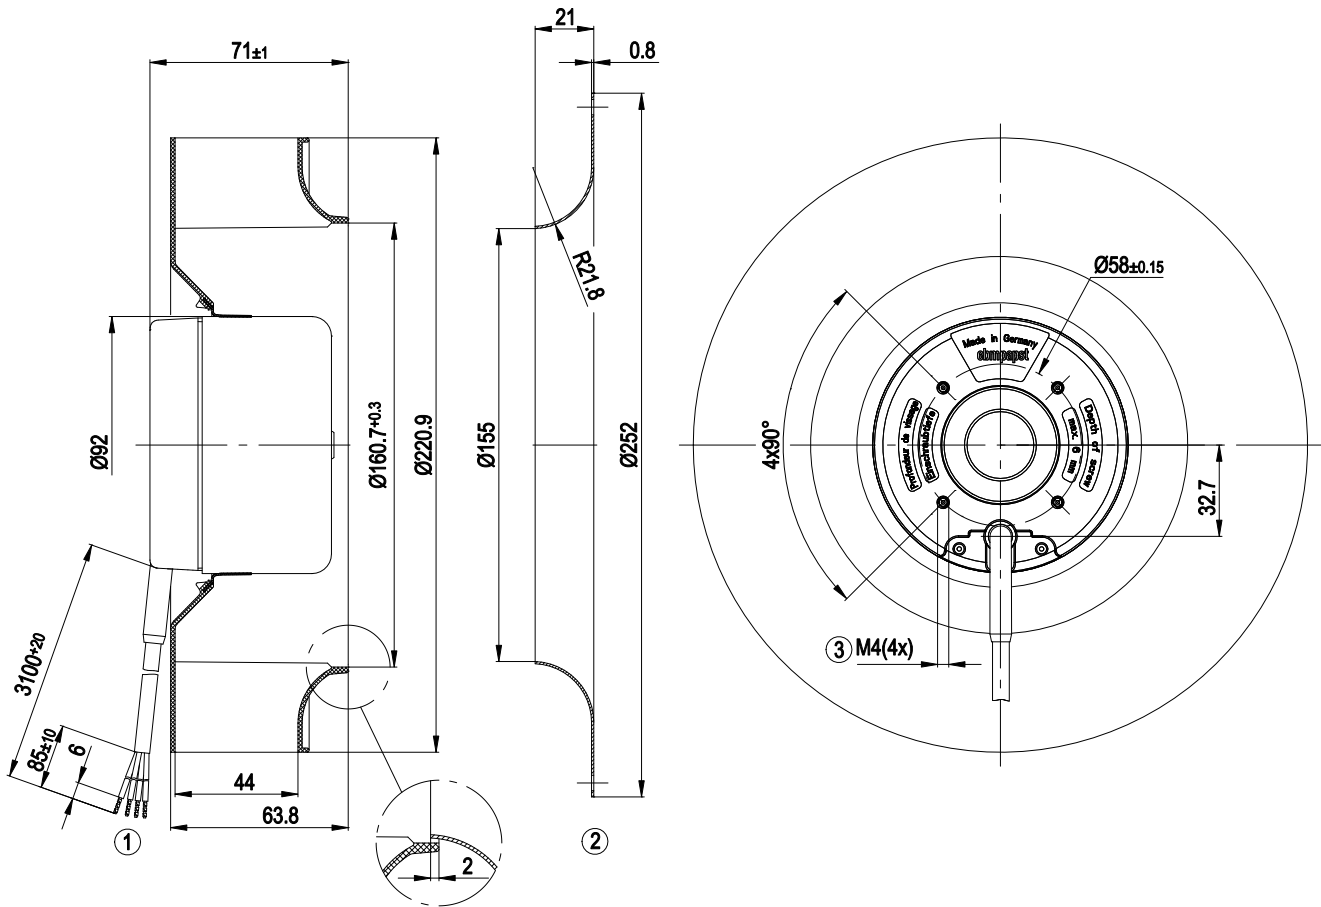 21
71±1
0.8
R21.8
Ø58±0.15
Made in Germany
ebmpapst
Profondeur de vissage
Einschraubtiefe
Depth of screw
max. 6 mm
4x90°
Ø92
Ø160.7+0.3
Ø220.9
Ø155
Ø252
32.7
3100+20
85±10
6
3 M4(4x)
44
63.8
1
2
2